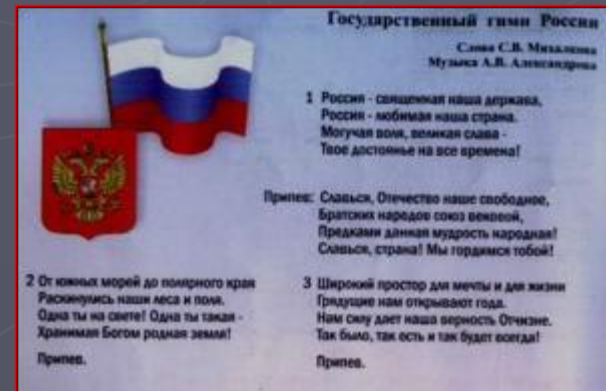 Государственный гимн России
Слова С.В. Михалкова
Музыка А.В. Александрова
1 Россия - священная наша держава,
Россия - любимая наша страна.
Могучая воля, великая слава -
Твое достоянье на все времена!
Припев: Славься, Отечество наше свободное,
Братских народов союз вековой,
Предками данная мудрость народная!
Славься, страна! Мы гордимся тобой!
2 От южных морей до полярного края
Раскинулись наши леса и поля.
Одна ты на свете! Одна ты такая -
Хранимая Богом родная земля!
Припев.
3 Широкий простор для мечты и для жизни
Грядущие нам открывают года.
Нам силу дает наша верность Отчизне.
Так было, так есть и так будет всегда!
Припев.